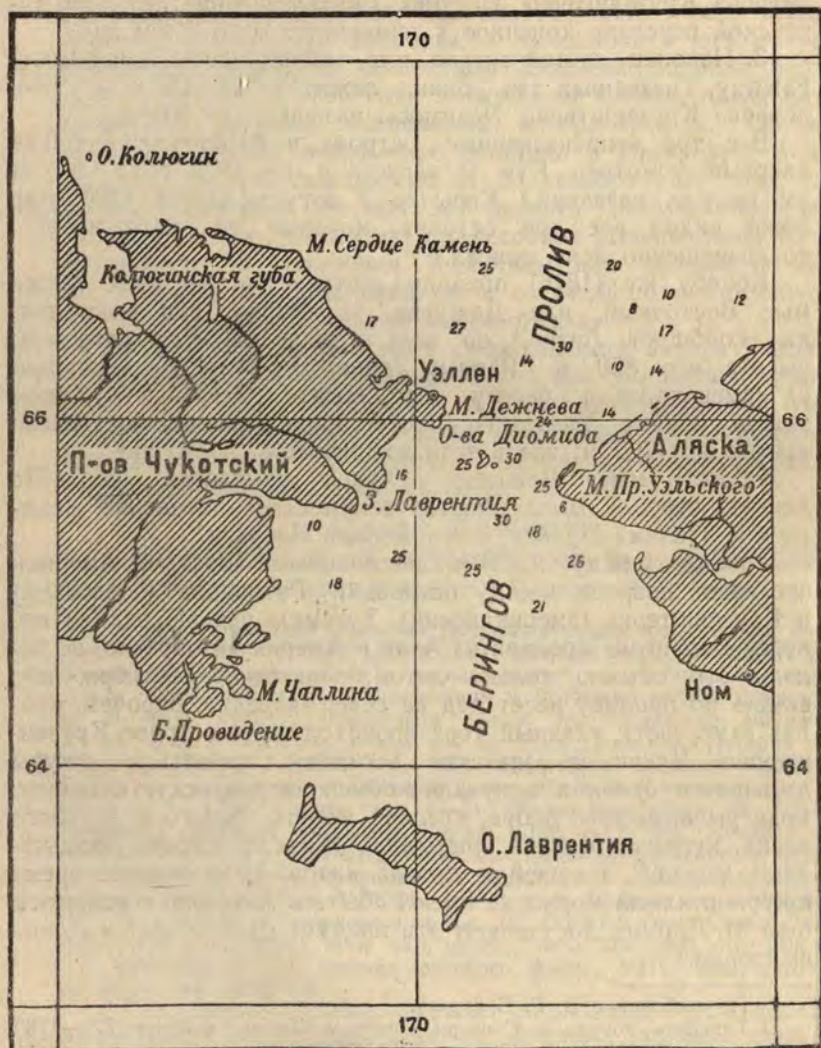 170
О. Колючин
М. Сердце Камень
Колючинская губа
ПРОЛИВ
25
20
10
12
8
17
27
17
30
14
10
14
Уэллен
М. Дежнева
14
66
24
66
О-ва Диомида
Аляска
П-ов Чукотский
25
30
16
25
М. Пр. Уэльского
З. Лаврентия
6
30
10
18
25
25
26
18
21
БЕРИНГОВ
Ном
М. Чаплина
Б. Провидение
64
64
О. Лаврентия
170